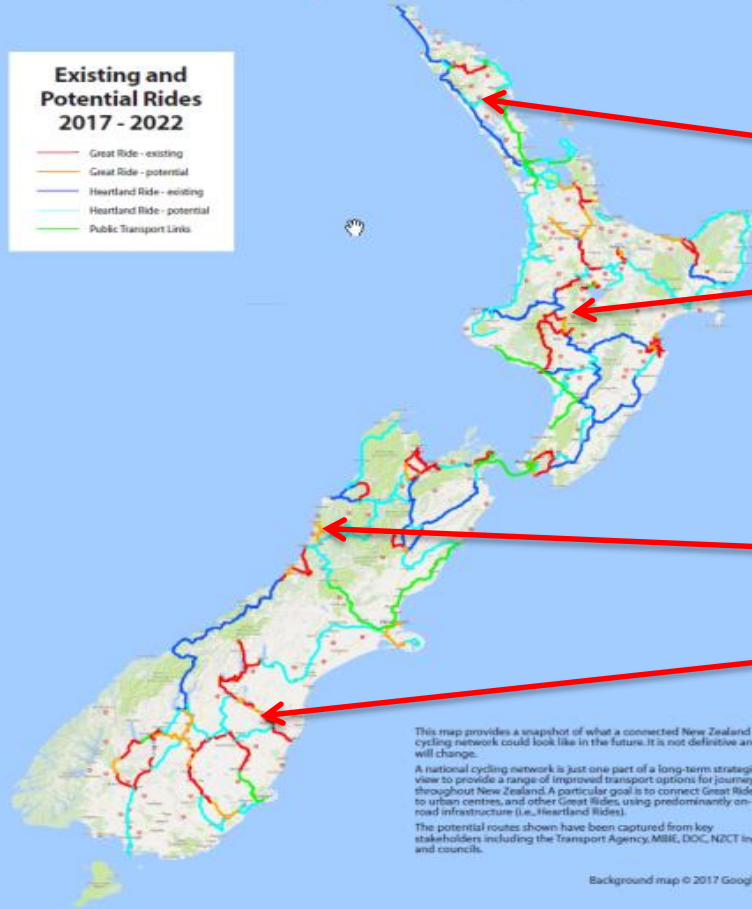 Existing and
Potential Rides
2017 - 2022
Great Ride - existing
Great Ride - potential
Heartland Ride - existing
Heartland Ride - potential
Public Transport Links
This map provides a snapshot of what a connected New Zealand
cycling network could look like in the future. It is not definitive an
will change.
A national cycling network is just one part of a long-term strategi
view to provide a range of improved transport options for journey
throughout New Zealand. A particular goal is to connect Great Ride
to urban centres, and other Great Rides, using predominantly on-
road infrastructure (i.e., Heartland Rides).
The potential routes shown have been captured from key
stakeholders including the Transport Agency, MBIE, DOC, NZCT In
and councils.
Background map © 2017 Googl